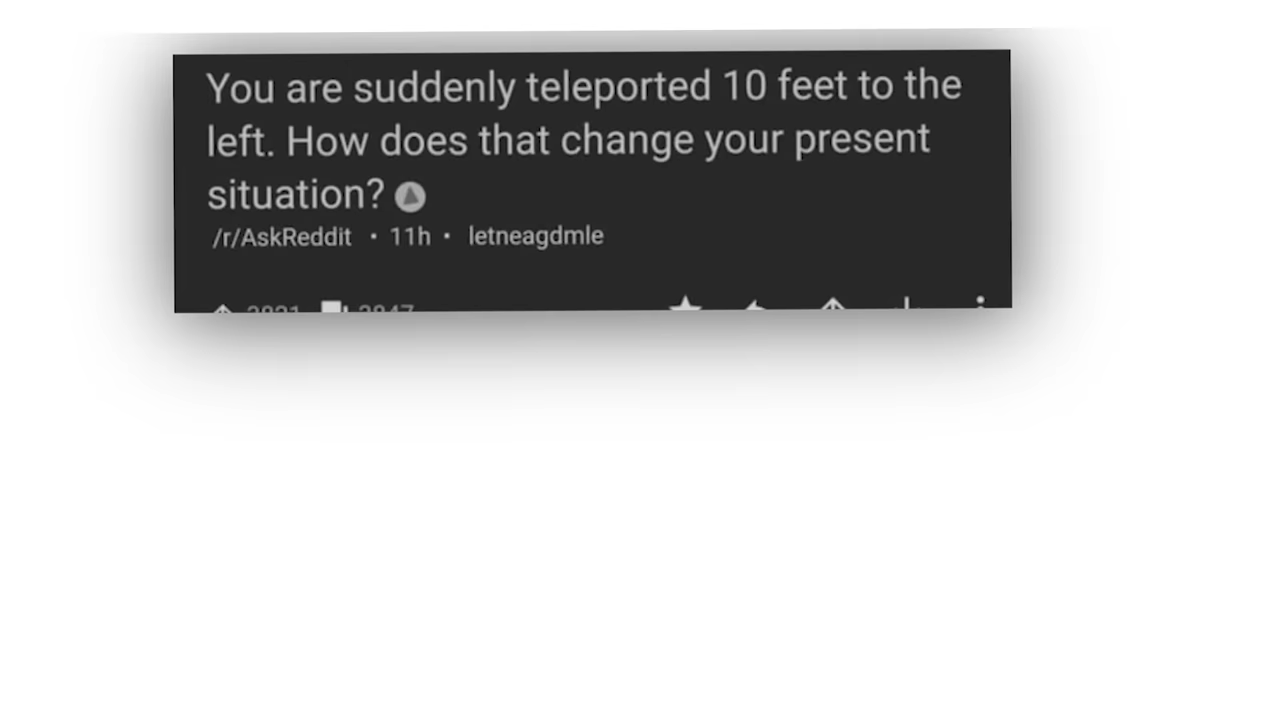 You are suddenly teleported 10 feet to the
left. How does that change your present
situation?
/r/AskReddit • 11h • letneagdmle